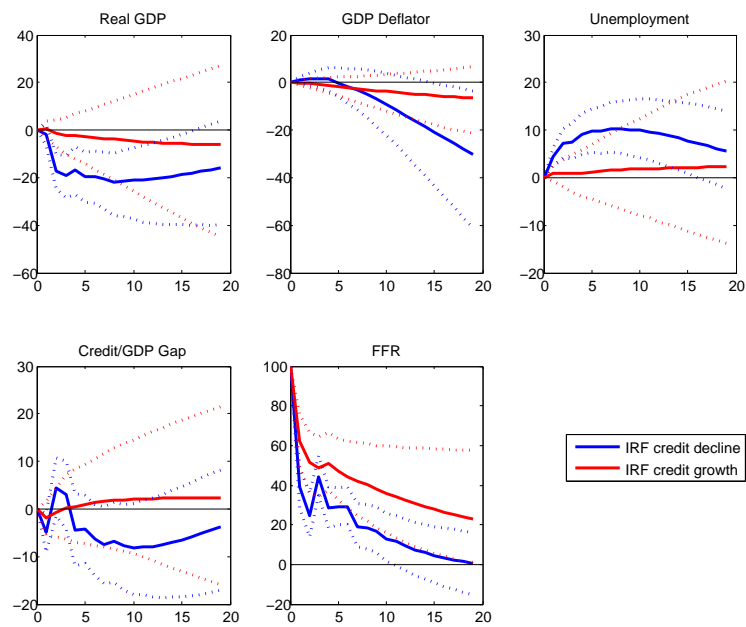 Real GDP
GDP Deflator
Unemployment
40
20
0
−20
−40
−60
0 5 10 15 20
20
0
−20
−40
−60
−80
0 5 10 15 20
30
20
10
0
−10
−20
0 5 10 15 20
Credit/GDP Gap
FFR
30
20
10
0
−10
−20
0 5 10 15 20
100
80
60
40
20
0
−20
0 5 10 15 20
IRF credit decline
IRF credit growth